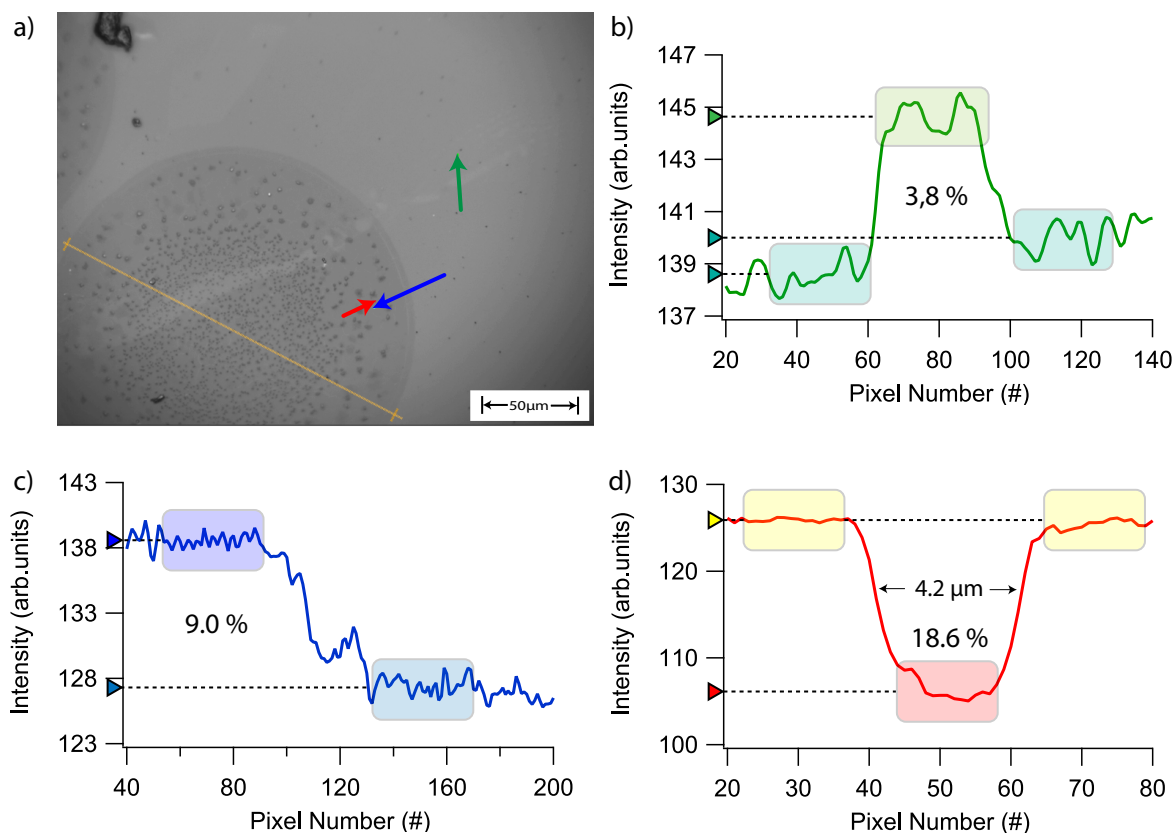 a)
50µm
b)
147
145
143
141
139
137
Intensity (arb.units)
3,8 %
20 40 60 80 100 120 140
Pixel Number (#)
c)
143
138
133
128
123
Intensity (arb.units)
9.0 %
40 80 120 160 200
Pixel Number (#)
d)
130
120
110
100
Intensity (arb.units)
4.2 µm
18.6 %
20 30 40 50 60 70 80
Pixel Number (#)